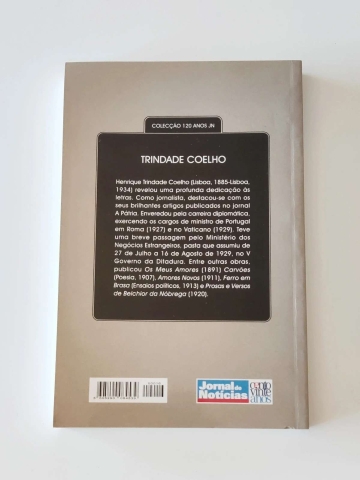 COLECÇÃO 120 ANOS JN
TRINDADE COELHO
Henrique Trindade Coelho (Lisboa, 1885-Lisboa,
1934) revelou uma profunda dedicação às
letras. Como jornalista, destacou-se com os
seus brilhantes artigos publicados no jornal
A Pátria. Enveredou pela carreira diplomática,
exercendo os cargos de ministro de Portugal
em Roma (1927) e no Vaticano (1929). Teve
uma breve passagem pelo Ministério dos
Negócios Estrangeiros, pasta que assumiu de
27 de Julho a 16 de Agosto de 1929, no V
Governo da Ditadura. Entre outras obras,
publicou Os Meus Amores (1891) Carvões
(Poesia, 1907), Amores Novos (1911), Ferro em
Brasa (Ensaios políticos, 1913) e Prosas e Versos
de Belchior da Nóbrega (1920).
Jornal de
Notícias
cento
vinte
anos